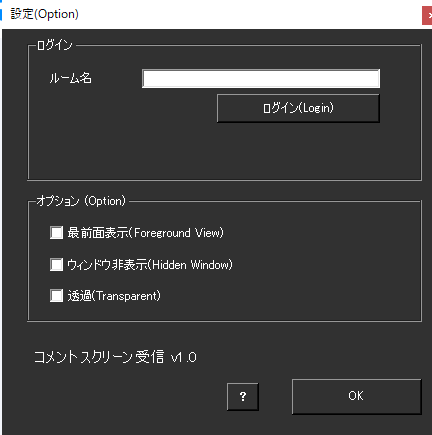 設定(Option)
ログイン
ルーム名
ログイン(Login)
オプション (Option)
最前面表示(Foreground View)
ウィンドウ非表示(Hidden Window)
透過(Transparent)
コメントスクリーン受信 v1.0
?
OK